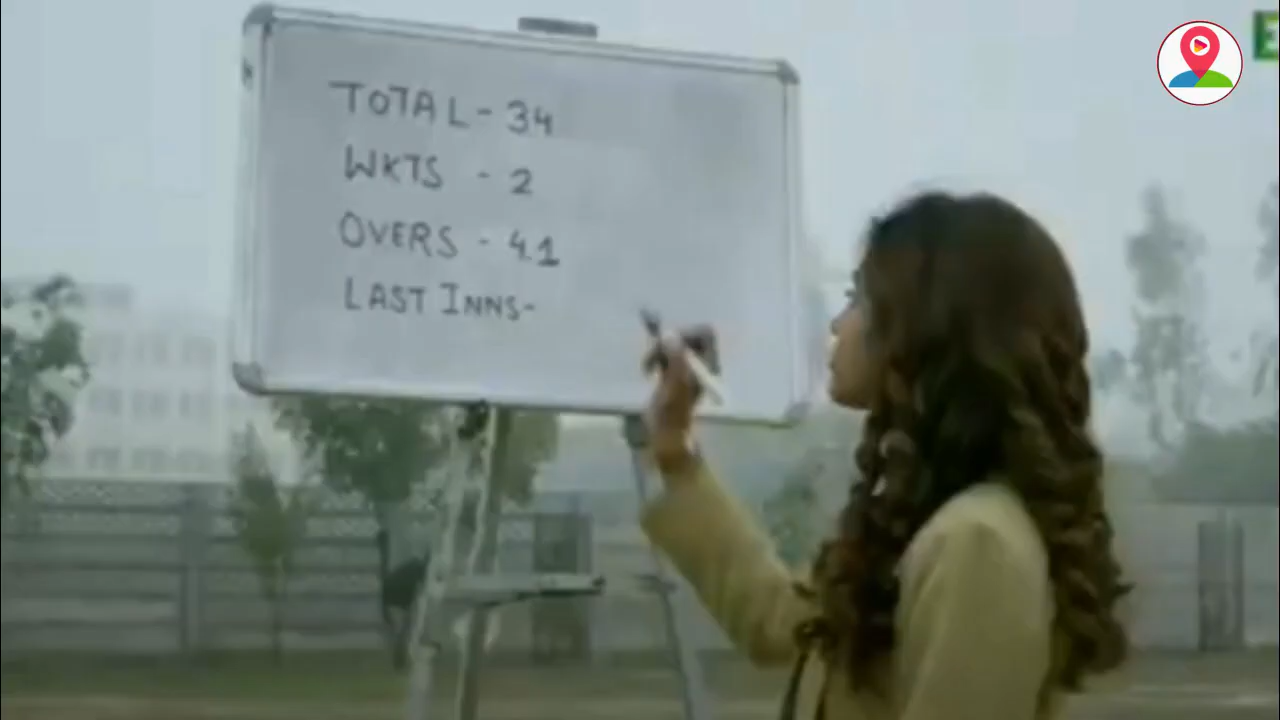 TOTAL - 34
WKTS - 2
OVERS - 4.1
LAST INNS-